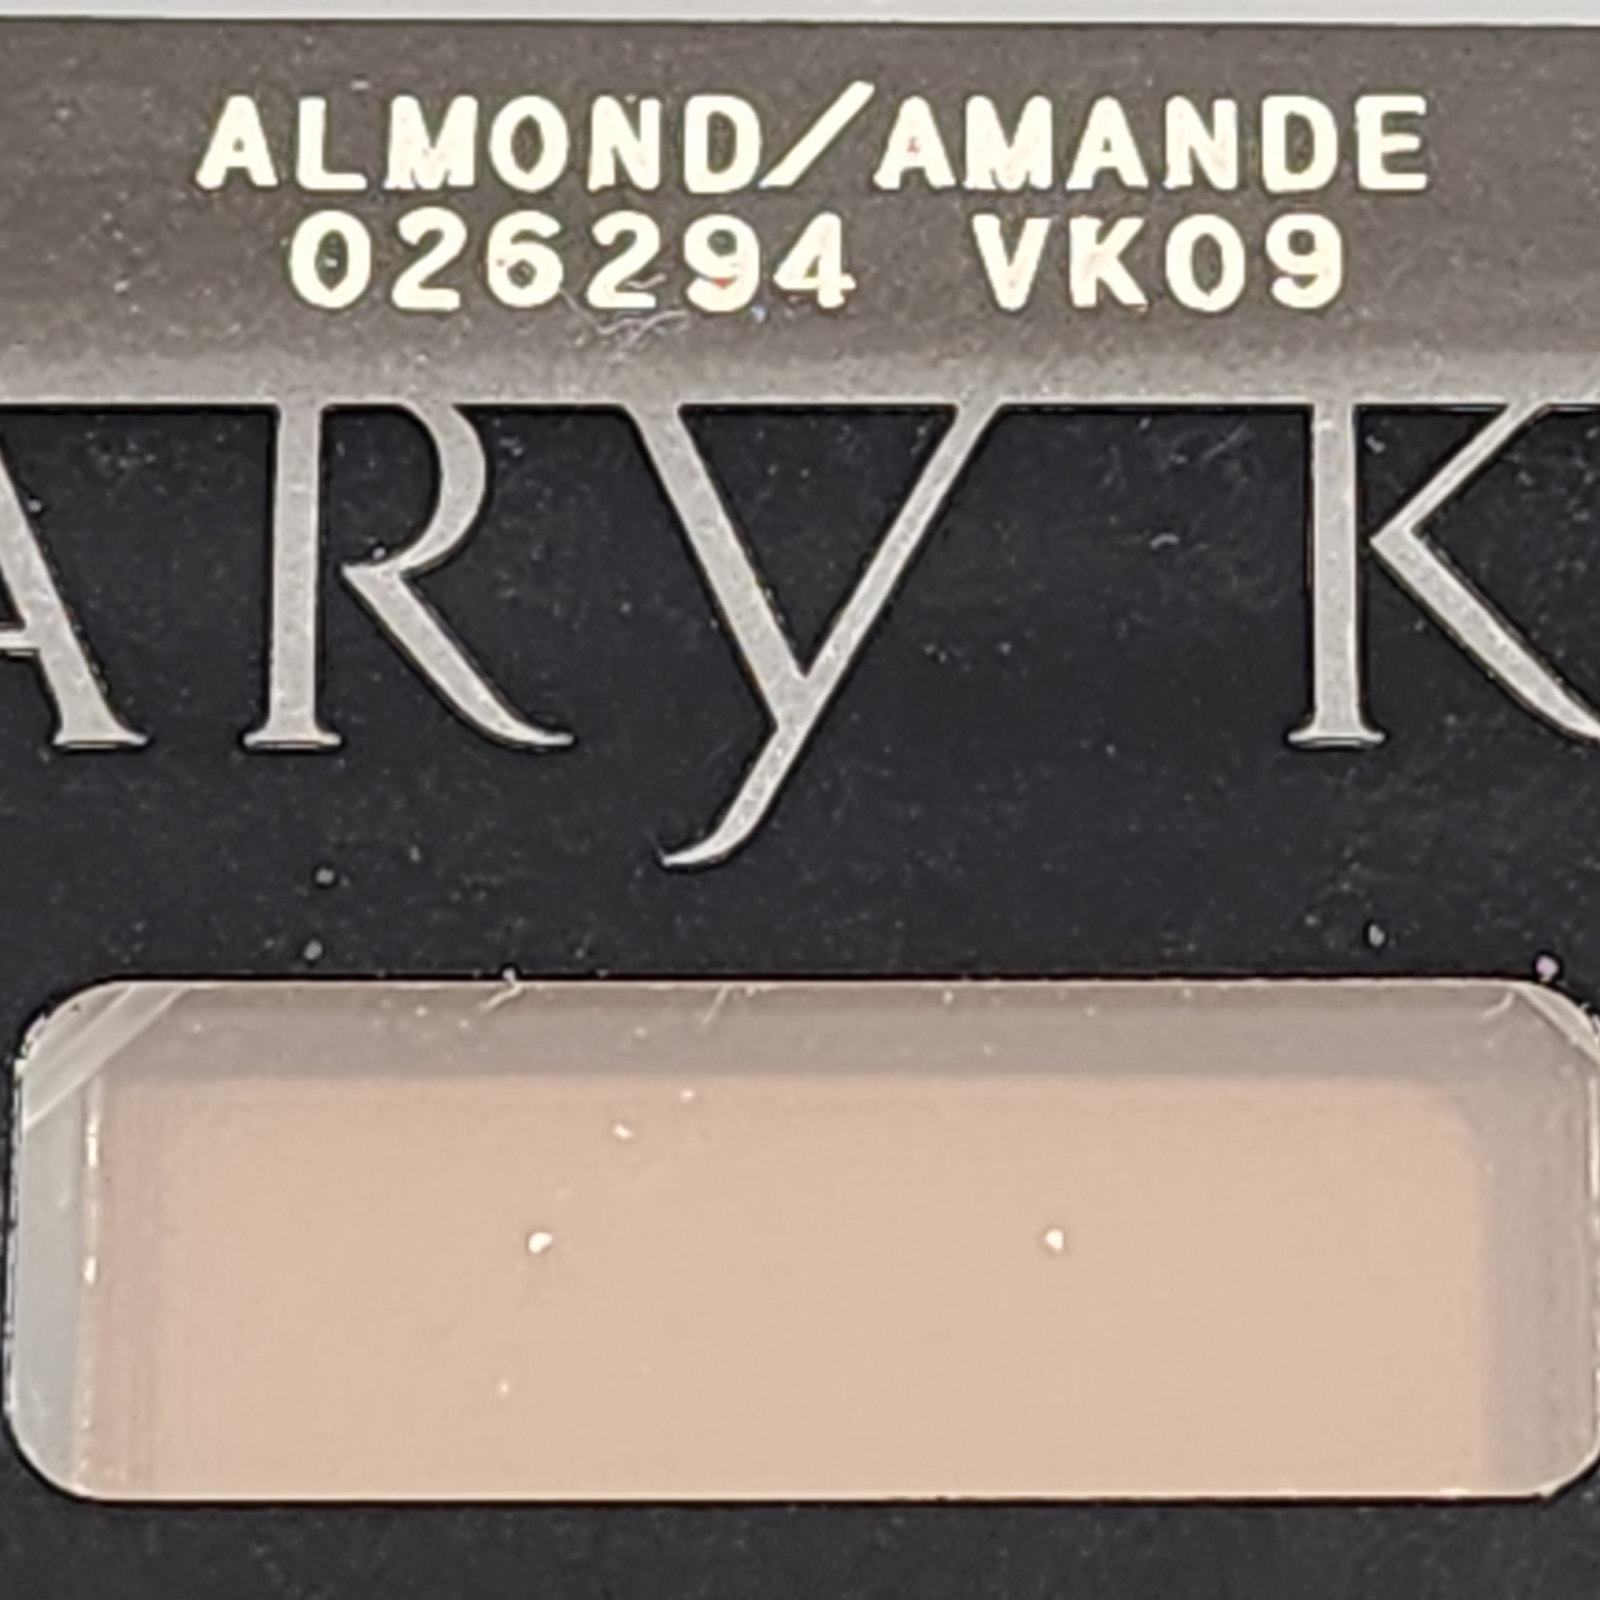 ALMOND/AMANDE
026294 VK09
ARY K